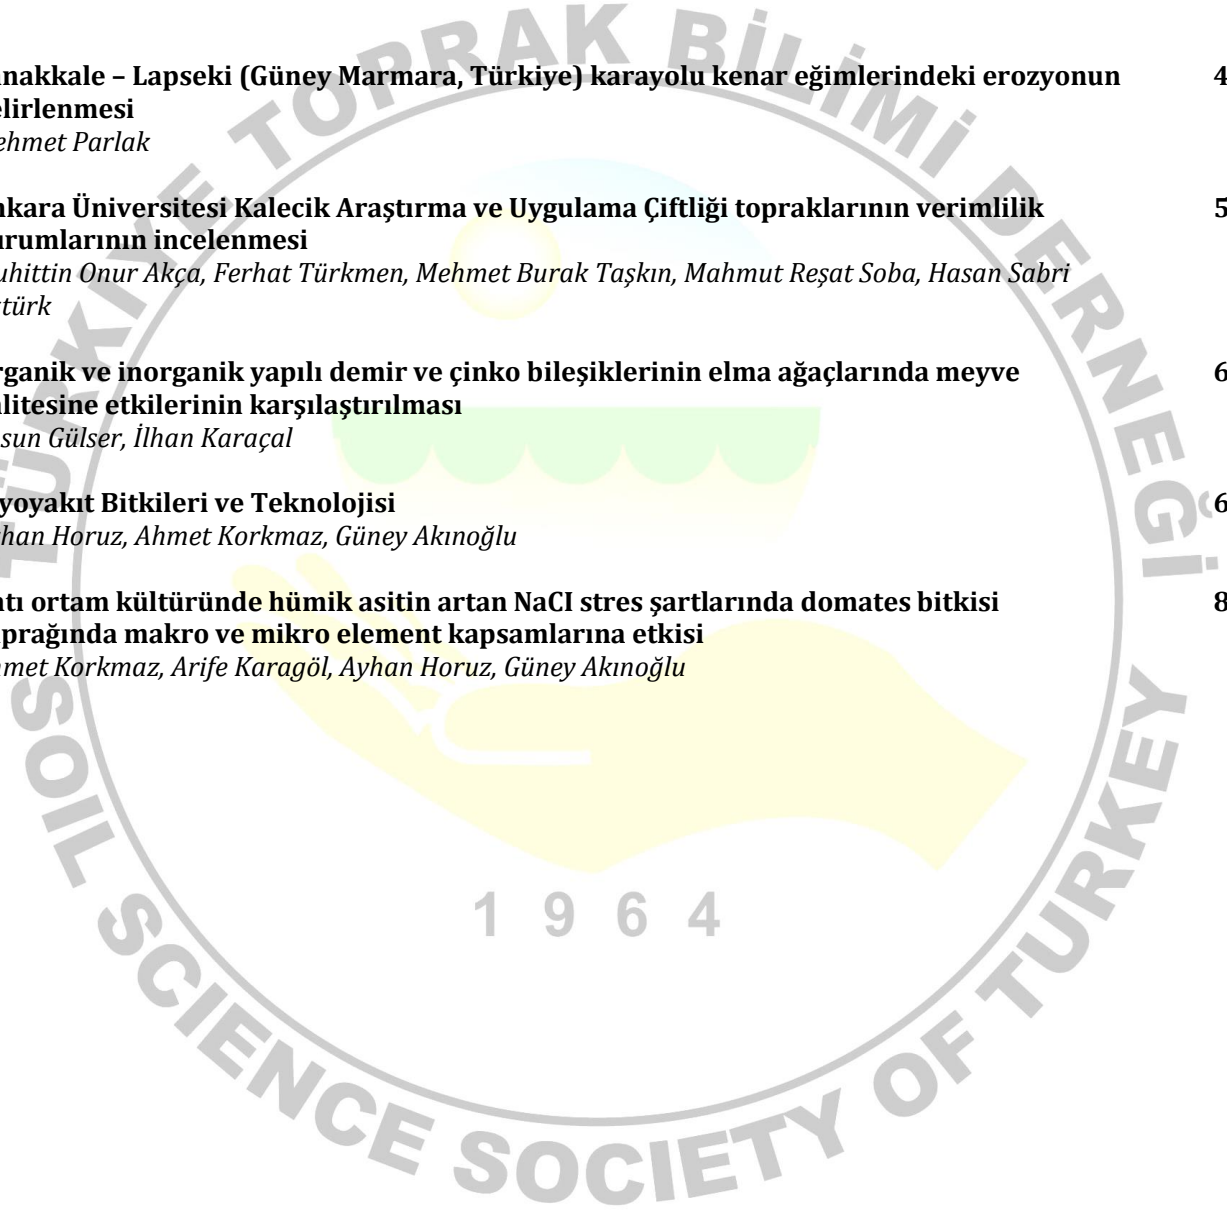 TÜRKİYE TOPRAK BİLİMİ DERNEĞİ
anakkale – Lapseki (Güney Marmara, Türkiye) karayolu kenar eğimlerindeki erozyonun 4
elirlenmesi
ehmet Parlak
nkara Üniversitesi Kalecik Araştırma ve Uygulama Çiftliği topraklarının verimlilik 5
urumlarının incelenmesi
uhittin Onur Akça, Ferhat Türkmen, Mehmet Burak Taşkın, Mahmut Reşat Soba, Hasan Sabri
ztürk
rganik ve inorganik yapılı demir ve çinko bileşiklerinin elma ağaçlarında meyve 6
alitesine etkilerinin karşılaştırılması
sun Gülser, İlhan Karaçal
yoyakıt Bitkileri ve Teknolojisi 6
han Horuz, Ahmet Korkmaz, Güney Akınoğlu
atı ortam kültüründe hümik asitin artan NaCI stres şartlarında domates bitkisi 8
aprağında makro ve mikro element kapsamlarına etkisi
hmet Korkmaz, Arife Karagöl, Ayhan Horuz, Güney Akınoğlu
1964
SOIL SCIENCE SOCIETY OF TURKEY